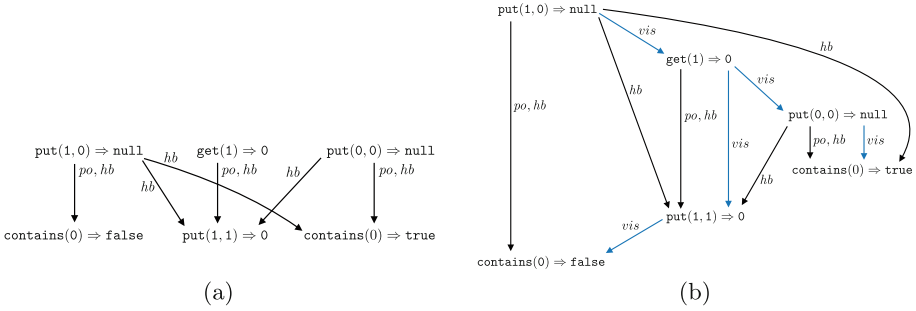 put(1,0) ⇒ null get(1) ⇒ 0 put(0,0) ⇒ null
hb
po, hb po, hb hb po, hb
hb
contains(0) ⇒ false put(1,1) ⇒ 0 contains(0) ⇒ true
(a)
put(1,0) ⇒ null
vis
hb
get(1) ⇒ 0
vis
hb
po, hb
po, hb
vis
put(0,0) ⇒ null
po, hb
vis
contains(0) ⇒ true
hb
put(1,1) ⇒ 0
vis
contains(0) ⇒ false
(b)